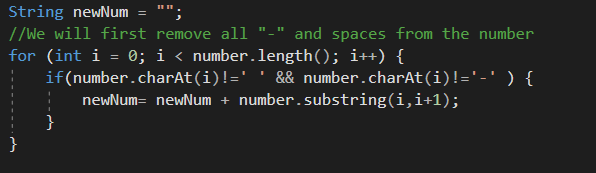 String newNum = "";
//We will first remove all "-" and spaces from the number
for (int i = 0; i < number.length(); i++) {
    if(number.charAt(i)!=' ' && number.charAt(i)!='-' ) {
        newNum= newNum + number.substring(i,i+1);
    }
}